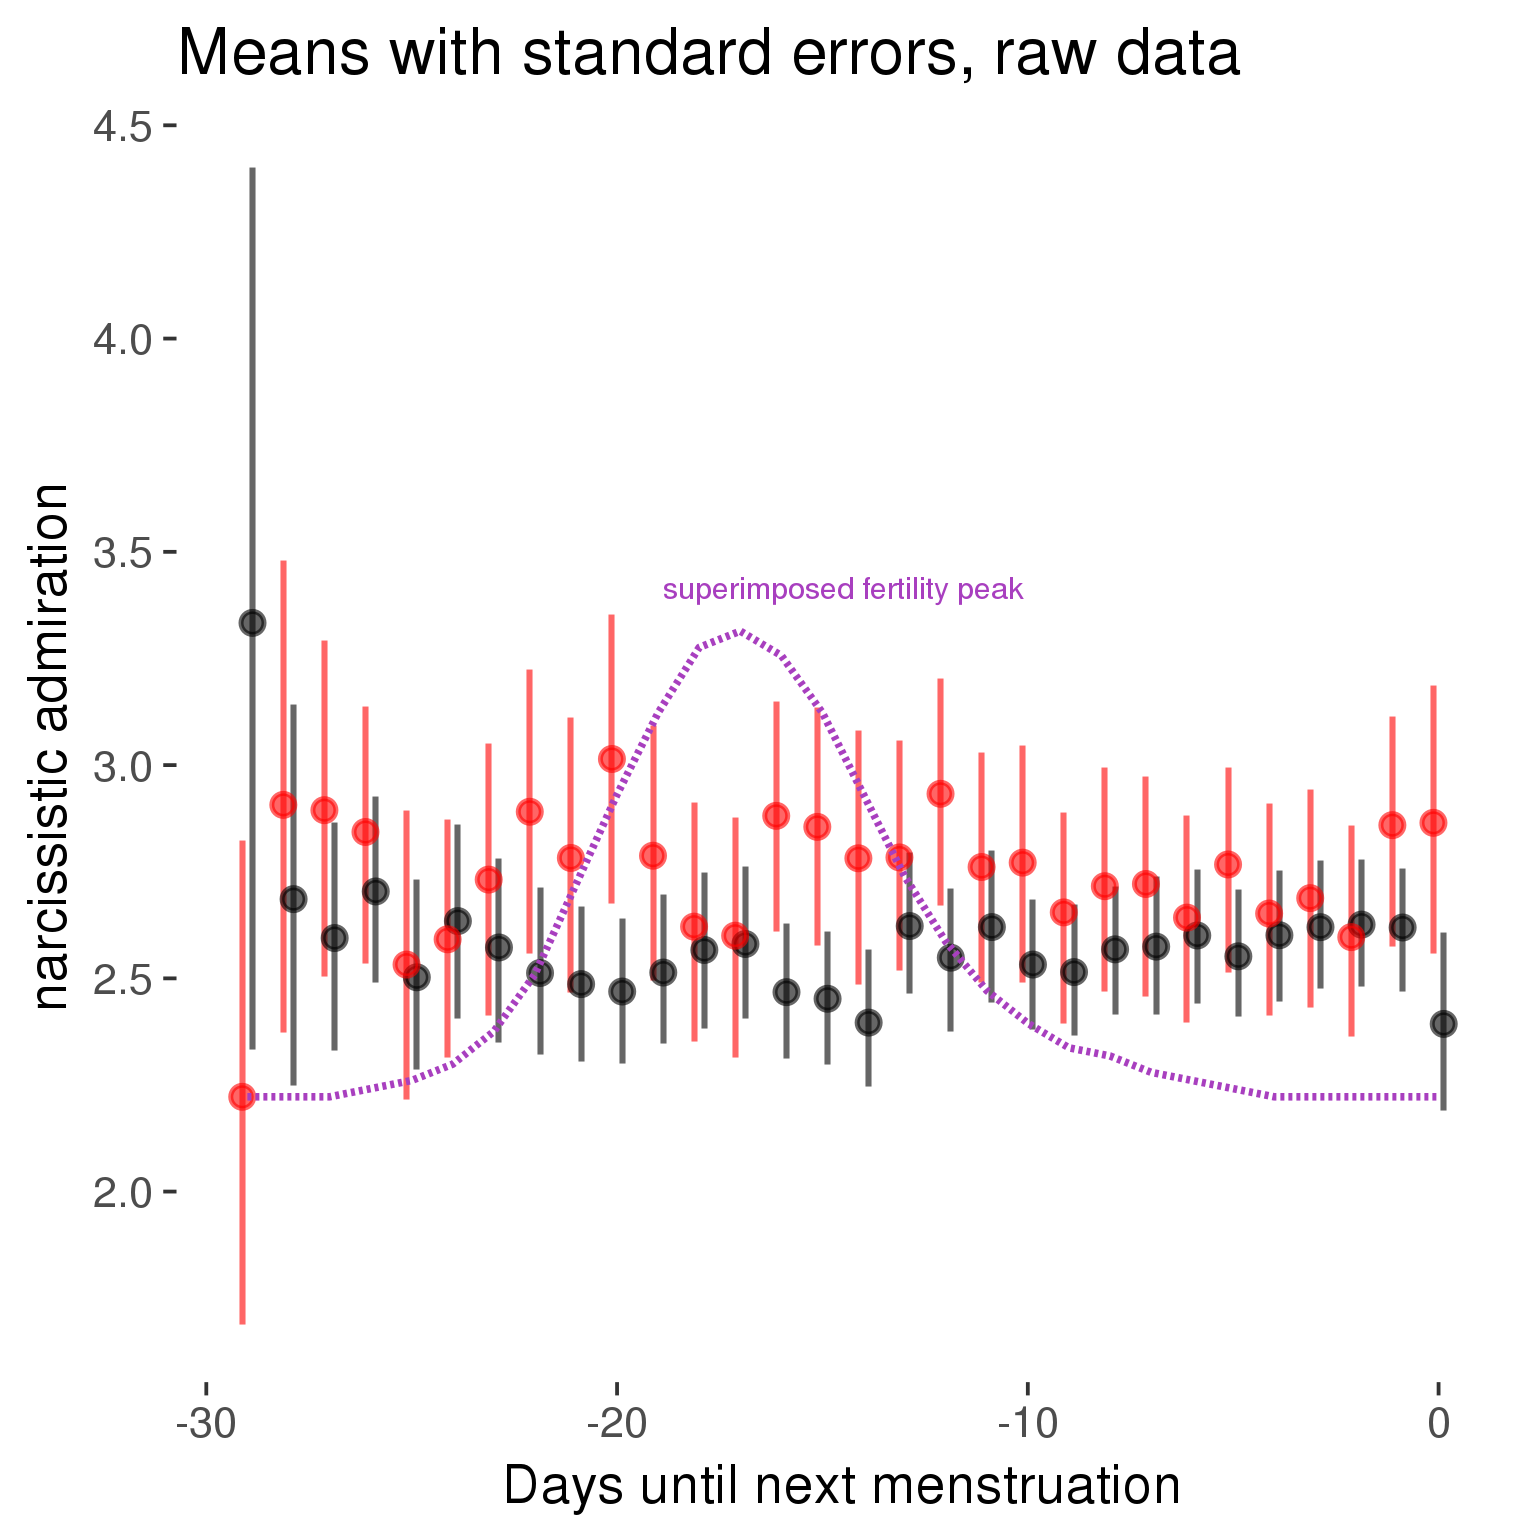 Means with standard errors, raw data
4.5
4.0
3.5
3.0
2.5
2.0
narcissistic admiration
superimposed fertility peak
-30
-20
-10
0
Days until next menstruation